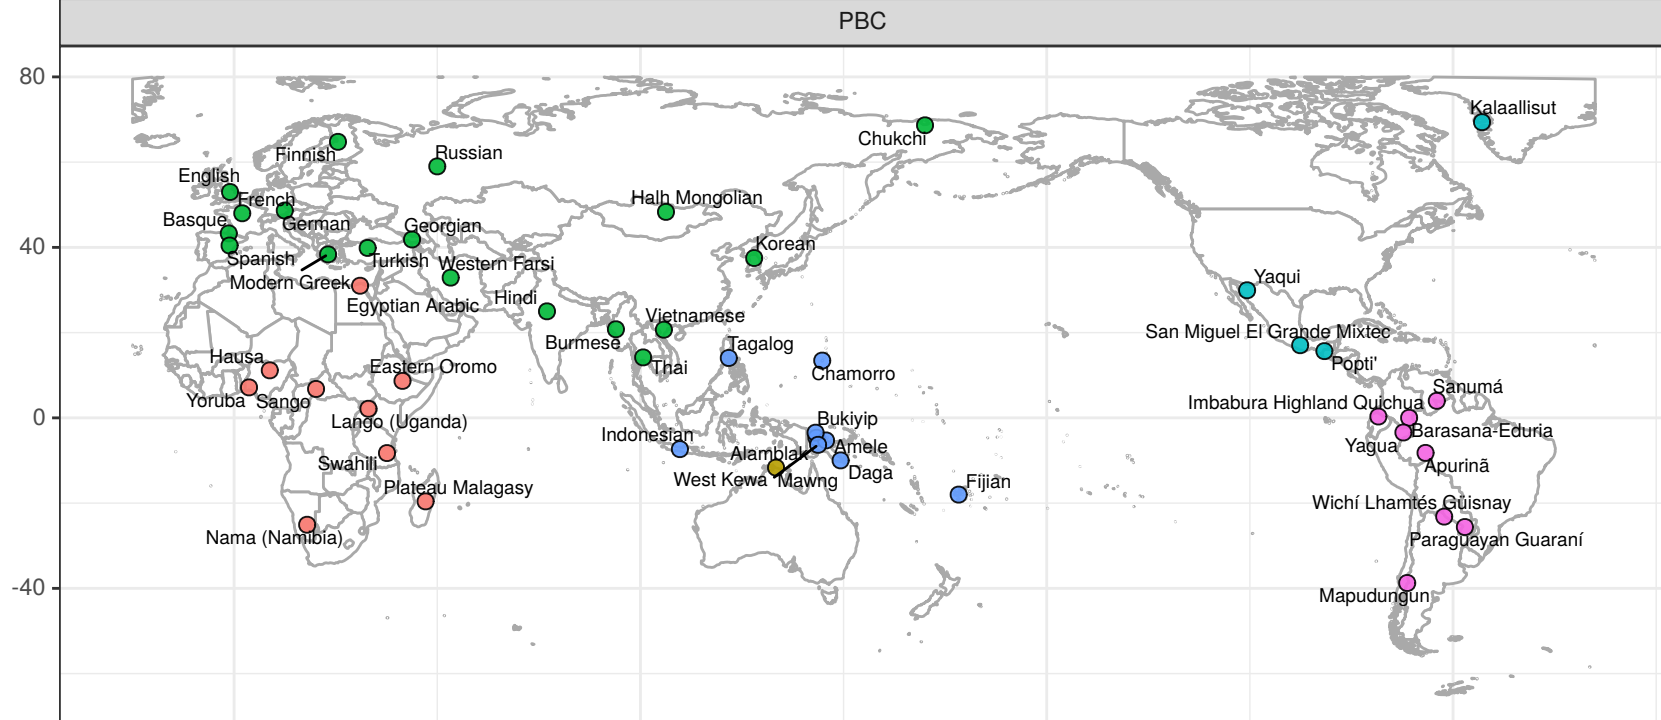 PBC
80
Kalaallisut
Chukchi
Finnish
Russian
English
French
Halh Mongolian
Basque
German
Georgian
Korean
Spanish
Turkish
Western Farsi
Modern Greek
Yaqui
Egyptian Arabic
Hindi
Vietnamese
San Miguel El Grande Mixtec
Burmese
Tagalog
Hausa
Eastern Oromo
Thai
Chamorro
Popti'
Sanumá
Yoruba
Sango
Imbabura Highland Quichua
40
0
-40
Lango (Uganda)
Bukiyip
Barasana-Eduria
Indonesian
Alamblak
Amele
Yagua
Swahili
Apurinã
West Kewa
Mawng
Daga
Fijian
Plateau Malagasy
Wichí Lhamtés Güisnay
Nama (Namibia)
Paraguayan Guaraní
Mapudungun